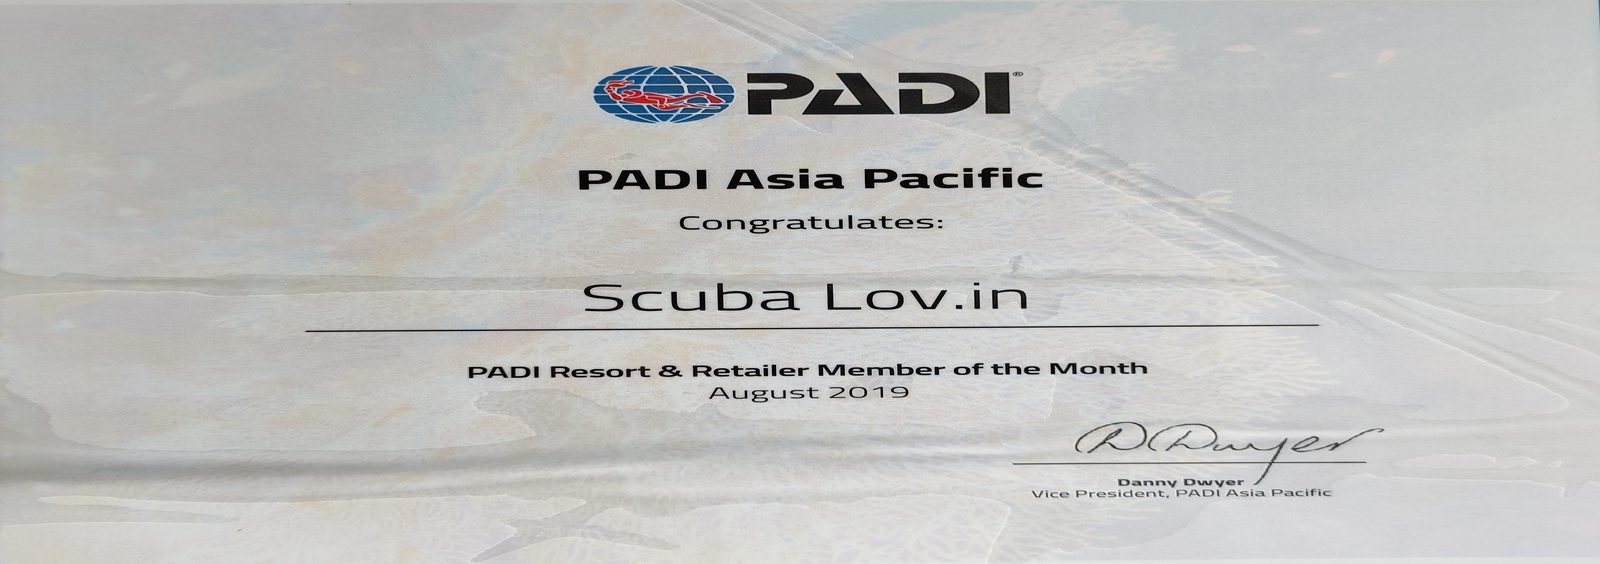 PADI®
PADI Asia Pacific
Congratulates:
Scuba Lov.in
PADI Resort & Retailer Member of the Month
August 2019
D Dwyer
Danny Dwyer
Vice President, PADI Asia Pacific